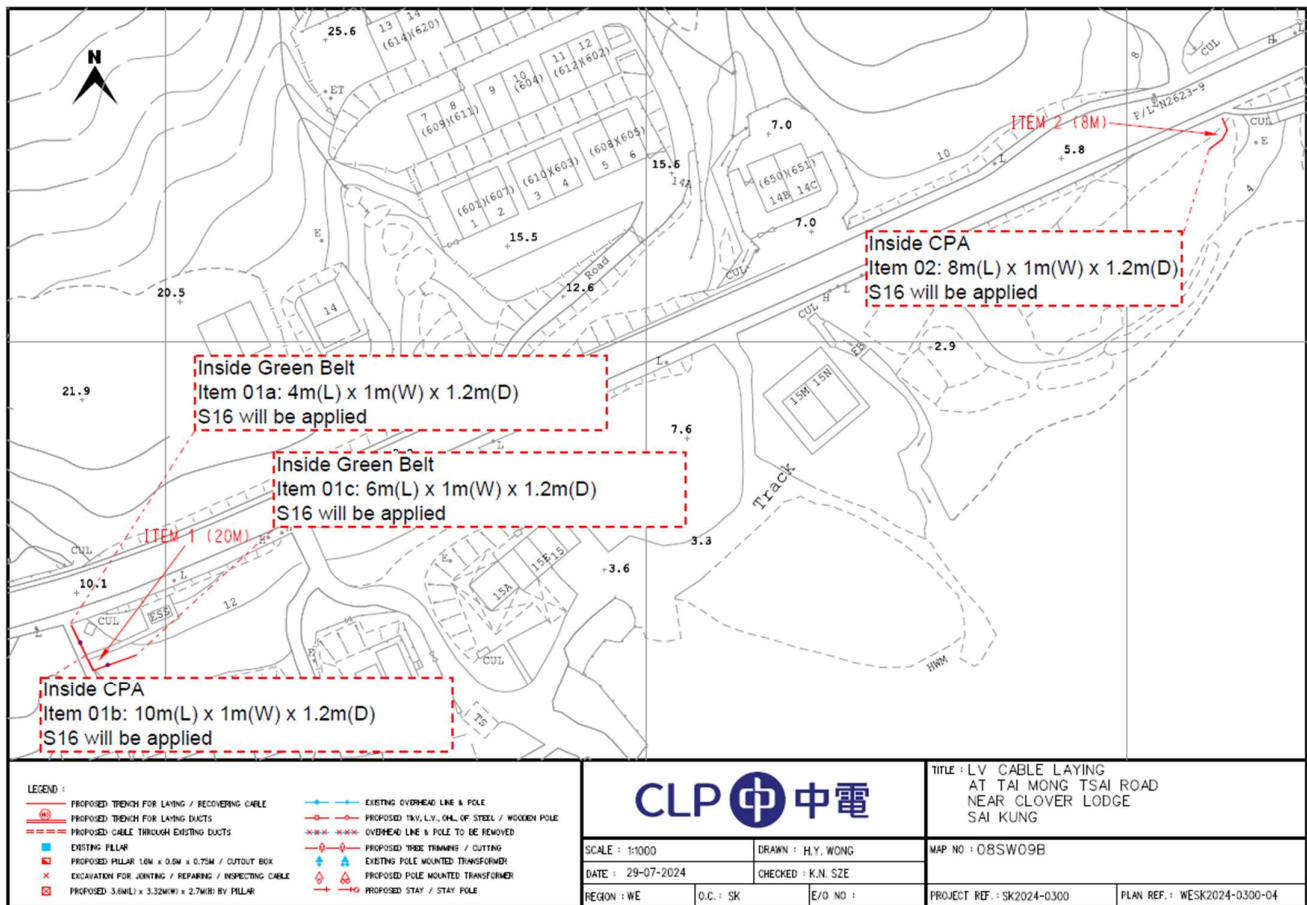 N
25.6
13 14
(614)(620)
11 12
(612)(602)
10
(604)
9
7 8
(609)(611)
ET
(608)(605)
5 6
(610)(603)
3 4
(601)(607)
1 2
15.5
15.6
14A
7.0
(650)(651)
14B 14C
7.0
CUL
H
L
8
P/L N2623-9
ITEM 2 (8M)
CUL
E
5.8
10
L
4
E
20.5
14
Road
12.6
CUL
L
H
CUL
Inside CPA
Item 02: 8m(L) x 1m(W) x 1.2m(D)
S16 will be applied
2.9
15M 15N
L
Inside Green Belt
Item 01a: 4m(L) x 1m(W) x 1.2m(D)
S16 will be applied
21.9
7.6
L
Inside Green Belt
Item 01c: 6m(L) x 1m(W) x 1.2m(D)
S16 will be applied
Track
ITEM 1 (20M)
H
CUL
3.3
3.6
10.1
L
12
E
15A
15E
15
CUL
ESS
L
CUL
E
HWM
TS
Inside CPA
Item 01b: 10m(L) x 1m(W) x 1.2m(D)
S16 will be applied
LEGEND :
PROPOSED TRENCH FOR LAYING / RECOVERING CABLE
PROPOSED TRENCH FOR LAYING DUCTS
PROPOSED CABLE THROUGH EXISTING DUCTS
EXISTING PILLAR
PROPOSED PILLAR 1.6M x 0.5M x 0.75M / CUTOUT BOX
EXCAVATION FOR JOINTING / REPAIRING / INSPECTING CABLE
PROPOSED 3.6M(L) x 3.32M(W) x 2.7M(H) HV PILLAR
EXISTING OVERHEAD LINE & POLE
PROPOSED 11kV, L.V., OHL, OF STEEL / WOODEN POLE
OVERHEAD LINE & POLE TO BE REMOVED
PROPOSED TREE TRIMMING / CUTTING
EXISTING POLE MOUNTED TRANSFORMER
PROPOSED POLE MOUNTED TRANSFORMER
PROPOSED STAY / STAY POLE
CLP 中電
SCALE : 1:1000
DRAWN : H.Y. WONG
DATE : 29-07-2024
CHECKED : K.N. SZE
REGION : WE
O.C. : SK
E/O NO :
TITLE : LV CABLE LAYING
AT TAI MONG TSAI ROAD
NEAR CLOVER LODGE
SAI KUNG
MAP NO : 08SW09B
PROJECT REF. : SK2024-0300
PLAN REF. : WESK2024-0300-04